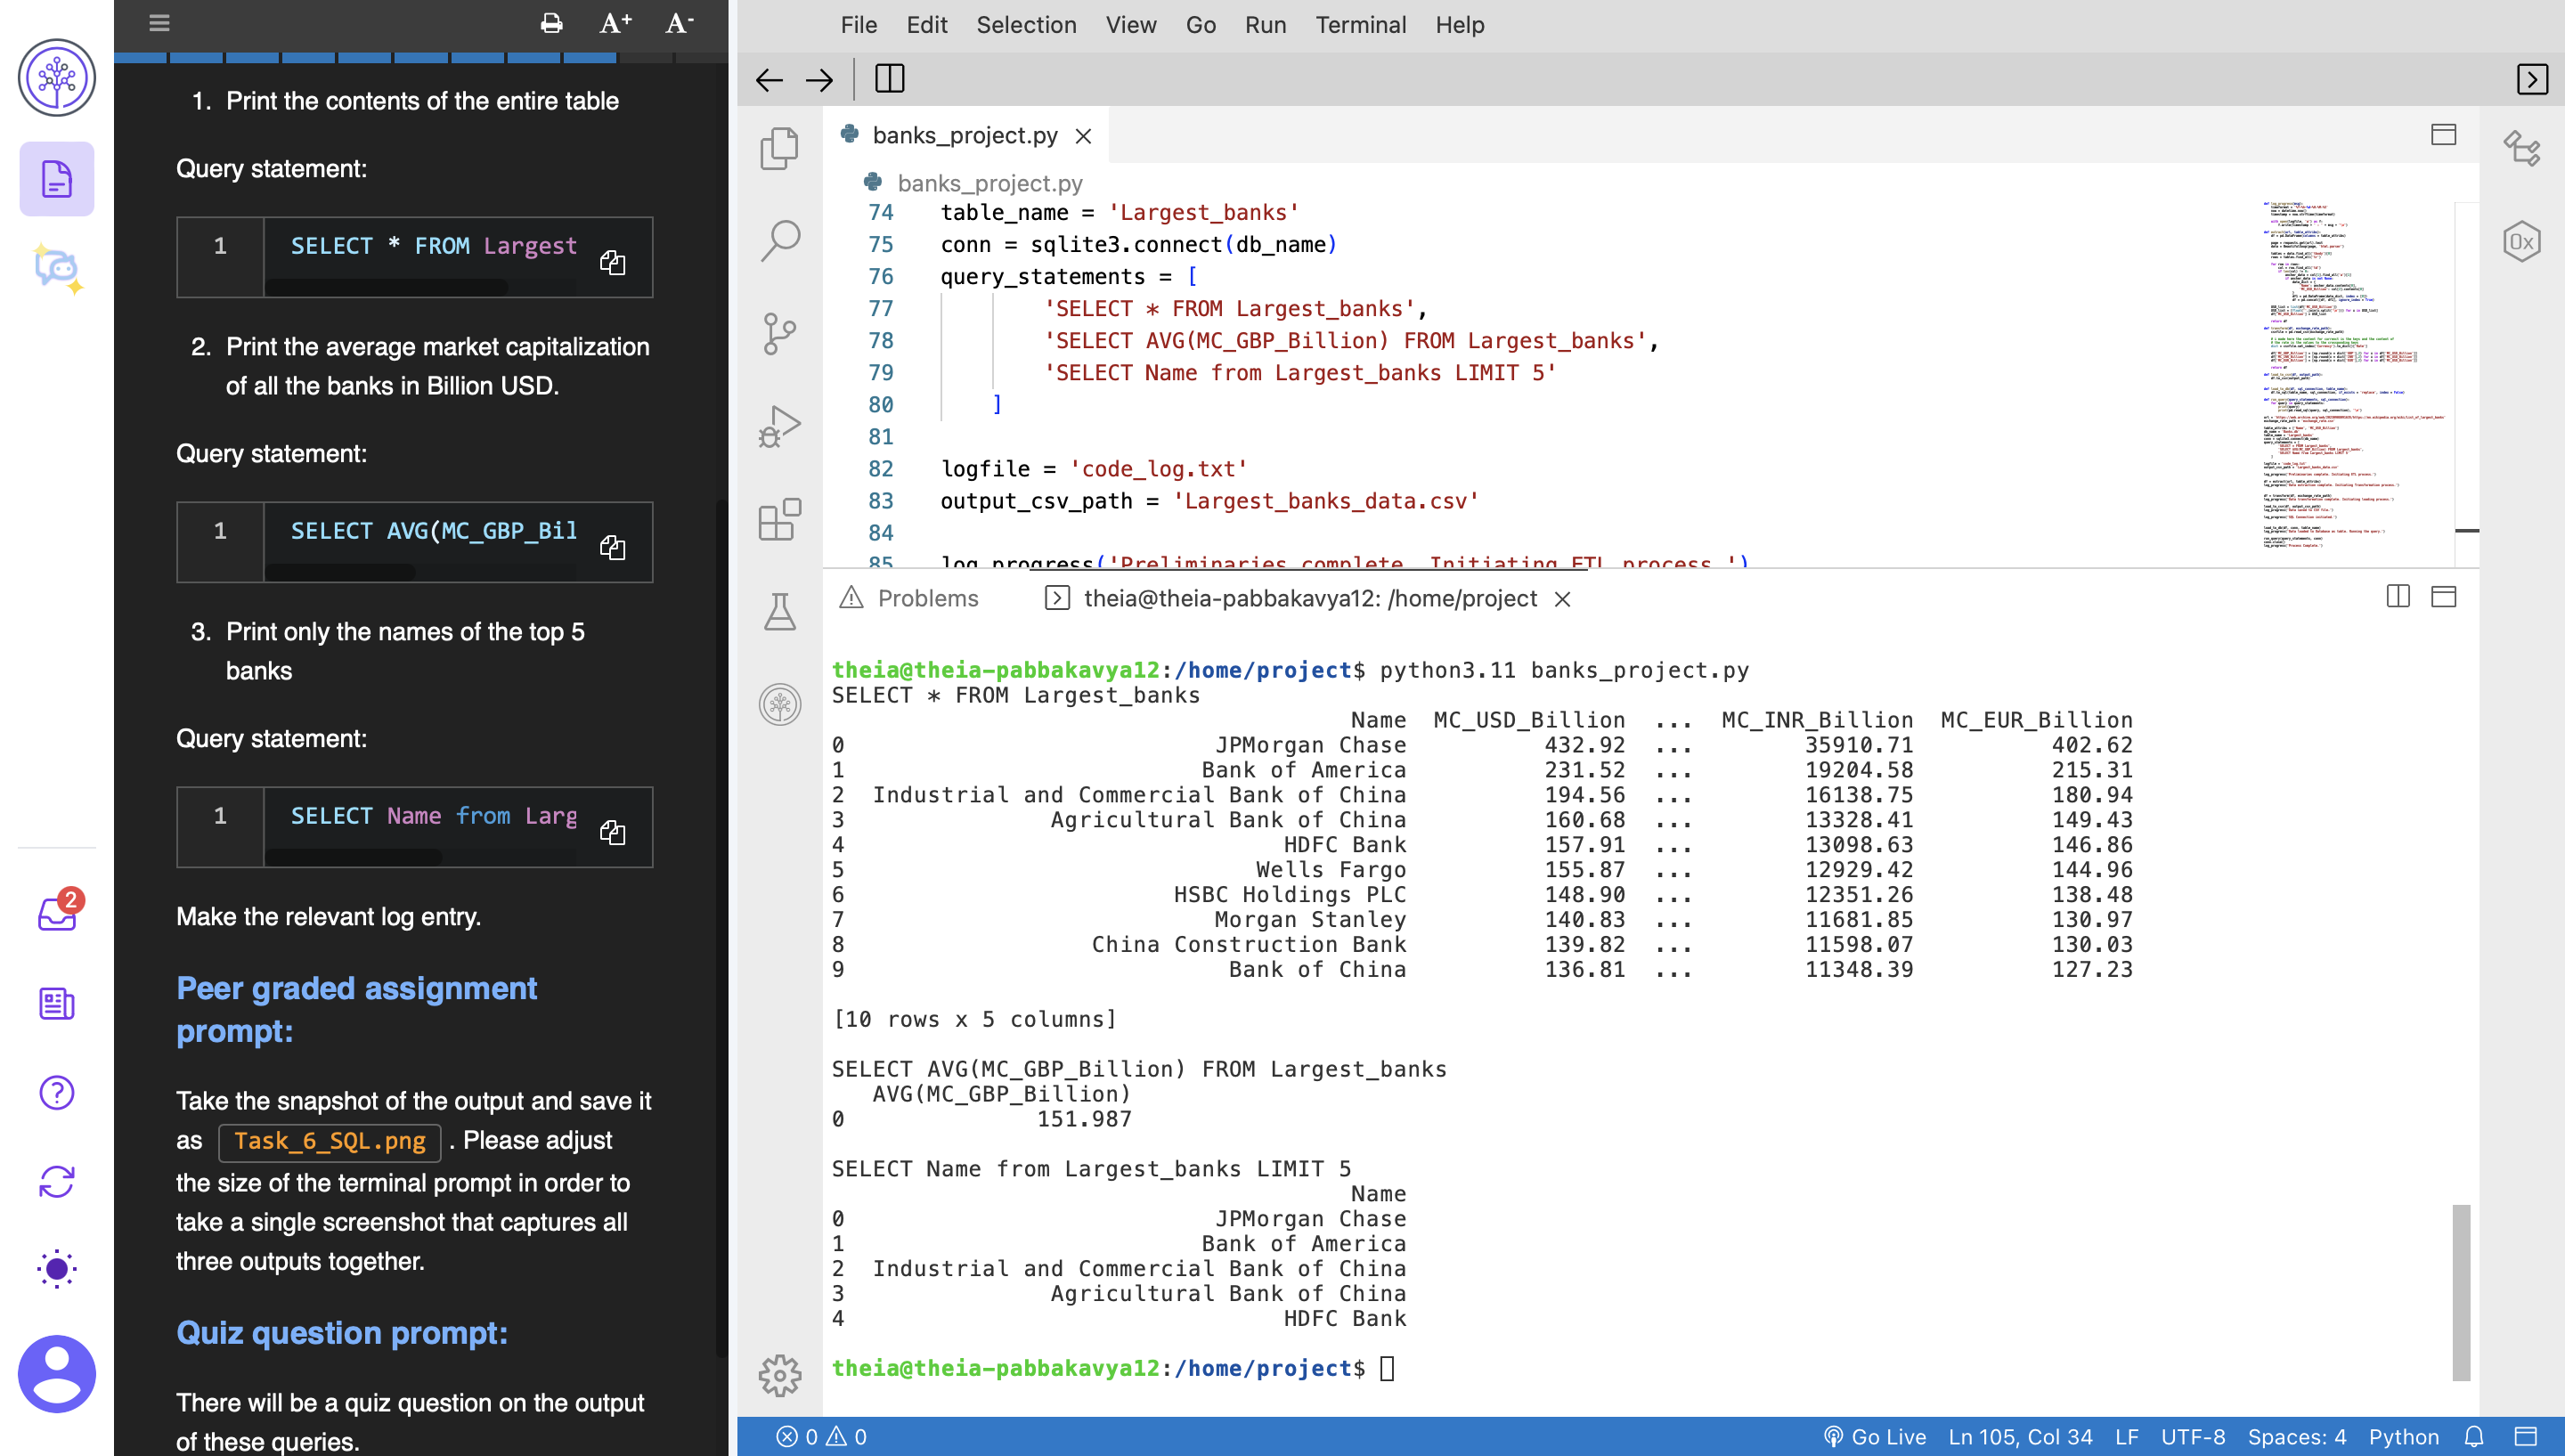 A+ A-
1. Print the contents of the entire table
Query statement:
1 SELECT * FROM Largest
2. Print the average market capitalization
of all the banks in Billion USD.
Query statement:
1 SELECT AVG(MC_GBP_Bil
3. Print only the names of the top 5
banks
Query statement:
1 SELECT Name from Larg
Make the relevant log entry.
Peer graded assignment
prompt:
Take the snapshot of the output and save it
as Task_6_SQL.png . Please adjust
the size of the terminal prompt in order to
take a single screenshot that captures all
three outputs together.
Quiz question prompt:
There will be a quiz question on the output
of these queries.
2
File Edit Selection View Go Run Terminal Help
banks_project.py
banks_project.py
74 table_name = 'Largest_banks'
75 conn = sqlite3.connect(db_name)
76 query_statements = [
77 'SELECT * FROM Largest_banks',
78 'SELECT AVG(MC_GBP_Billion) FROM Largest_banks',
79 'SELECT Name from Largest_banks LIMIT 5'
80 ]
81
82 logfile = 'code_log.txt'
83 output_csv_path = 'Largest_banks_data.csv'
84
85 log_progress('Preliminaries complete. Initiating ETL process.')
0x
Problems theia@theia-pabbakavya12: /home/project
theia@theia-pabbakavya12:/home/project$ python3.11 banks_project.py
SELECT * FROM Largest_banks
Name MC_USD_Billion ... MC_INR_Billion MC_EUR_Billion
0 JPMorgan Chase 432.92 ... 35910.71 402.62
1 Bank of America 231.52 ... 19204.58 215.31
2 Industrial and Commercial Bank of China 194.56 ... 16138.75 180.94
3 Agricultural Bank of China 160.68 ... 13328.41 149.43
4 HDFC Bank 157.91 ... 13098.63 146.86
5 Wells Fargo 155.87 ... 12929.42 144.96
6 HSBC Holdings PLC 148.90 ... 12351.26 138.48
7 Morgan Stanley 140.83 ... 11681.85 130.97
8 China Construction Bank 139.82 ... 11598.07 130.03
9 Bank of China 136.81 ... 11348.39 127.23
[10 rows x 5 columns]
SELECT AVG(MC_GBP_Billion) FROM Largest_banks
AVG(MC_GBP_Billion)
0 151.987
SELECT Name from Largest_banks LIMIT 5
Name
0 JPMorgan Chase
1 Bank of America
2 Industrial and Commercial Bank of China
3 Agricultural Bank of China
4 HDFC Bank
theia@theia-pabbakavya12:/home/project$
0 0 Go Live Ln 105, Col 34 LF UTF-8 Spaces: 4 Python